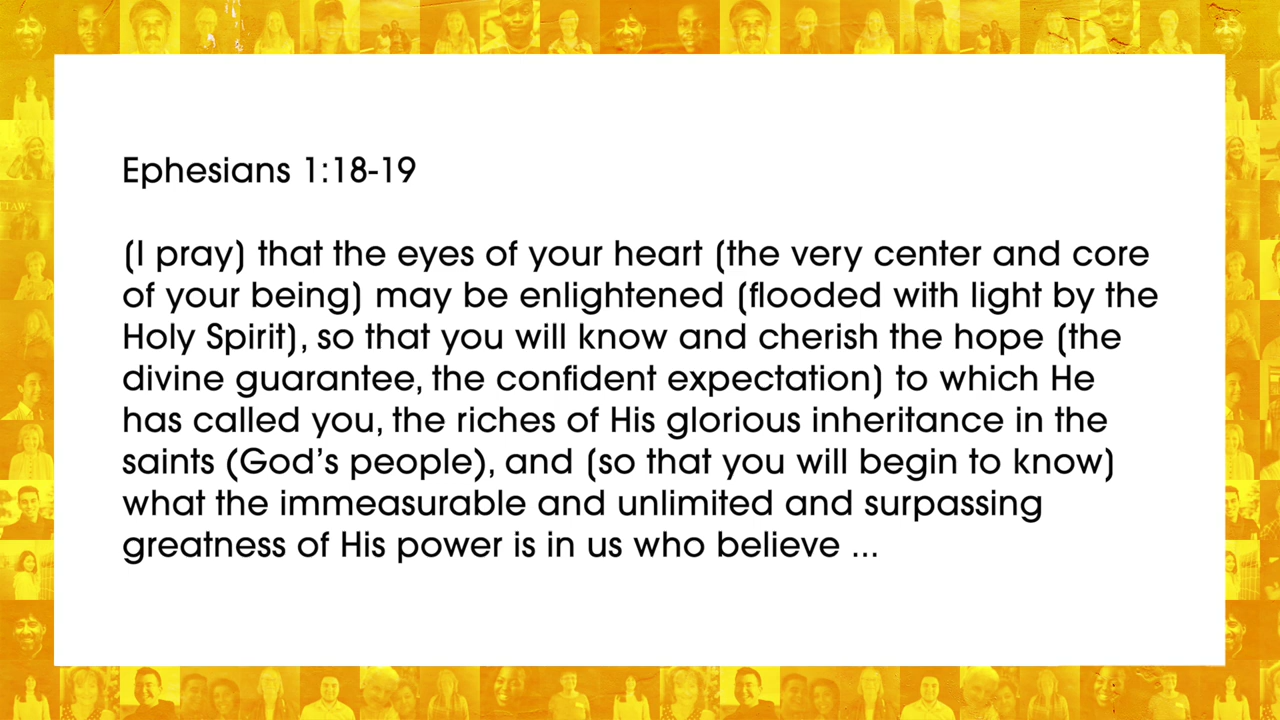 Ephesians 1:18-19
(I pray) that the eyes of your heart (the very center and core
of your being) may be enlightened (flooded with light by the
Holy Spirit), so that you will know and cherish the hope (the
divine guarantee, the confident expectation) to which He
has called you, the riches of His glorious inheritance in the
saints (God’s people), and (so that you will begin to know)
what the immeasurable and unlimited and surpassing
greatness of His power is in us who believe ...